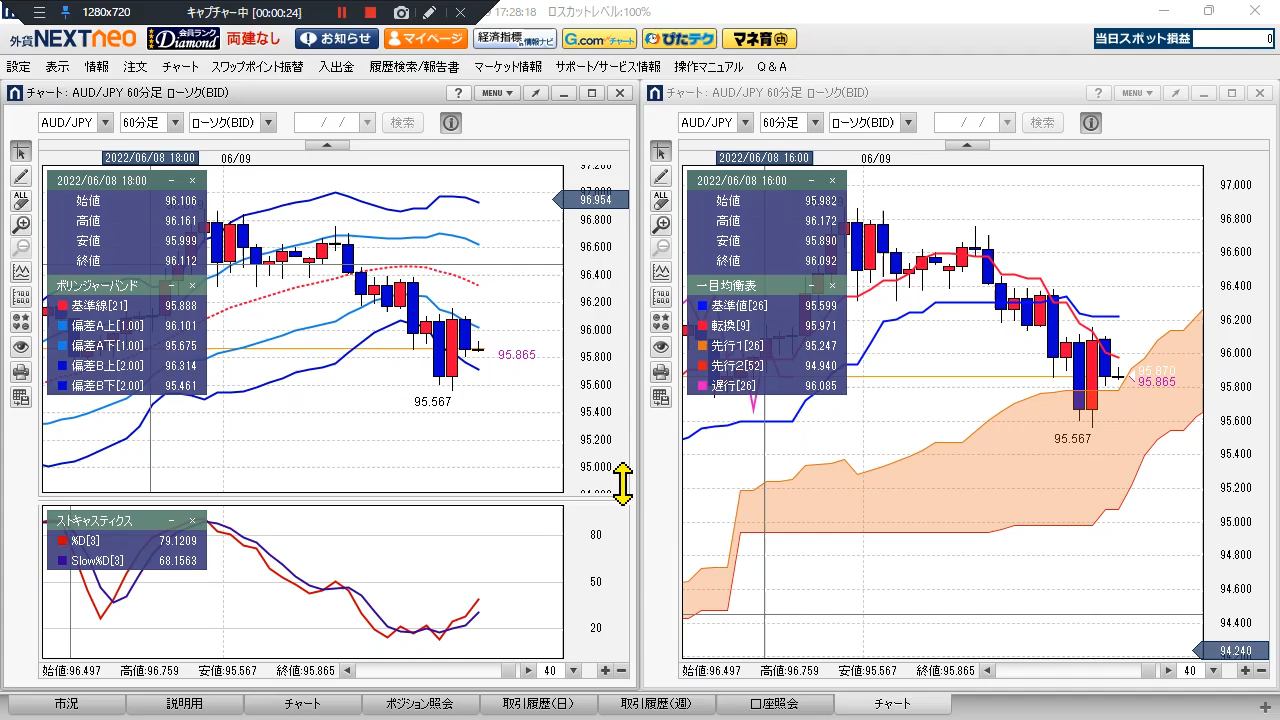 1280x720 キャプチャー中 [00:00:24] 17:28:18 ロスカットレベル:100%
外貨NEXTneo 会員ランク Diamond 両建なし お知らせ マイページ 経済指標 情報ナビ G.comチャート ぴたテク マネ育 当日スポット損益 0
設定 表示 情報 注文 チャート スワップポイント振替 入出金 履歴検索/報告書 マーケット情報 サポート/サービス情報 操作マニュアル Q&A
チャート: AUD/JPY 60分足 ローソク(BID) ? MENU
AUD/JPY 60分足 ローソク(BID) / / 検索
2022/06/08 18:00 06/09
ALL
2022/06/08 18:00
始値 96.106
高値 96.161
安値 95.999
終値 96.112
ボリンジャーバンド
基準線[21] 95.888
偏差A上[1.00] 96.101
偏差A下[1.00] 95.675
偏差B上[2.00] 96.314
偏差B下[2.00] 95.461
95.865
95.567
97.200
97.000
96.954
96.800
96.600
96.400
96.200
96.000
95.800
95.600
95.400
95.200
95.000
ストキャスティクス
%D[3] 79.1209
Slow%D[3] 68.1563
80
50
20
始値:96.497 高値:96.759 安値:95.567 終値:95.865 40
チャート: AUD/JPY 60分足 ローソク(BID) ? MENU
AUD/JPY 60分足 ローソク(BID) / / 検索
2022/06/08 16:00 06/09
ALL
2022/06/08 16:00
始値 95.982
高値 96.172
安値 95.890
終値 96.092
一目均衡表
基準値[26] 95.599
転換[9] 95.971
先行1[26] 95.247
先行2[52] 94.940
遅行[26] 96.085
95.870
95.865
95.567
97.000
96.800
96.600
96.400
96.200
96.000
95.800
95.600
95.400
95.200
95.000
94.800
94.600
94.400
94.240
始値:96.497 高値:96.759 安値:95.567 終値:95.865 40
市況 説明用 チャート ポジション照会 取引履歴(日) 取引履歴(週) 口座照会 チャート